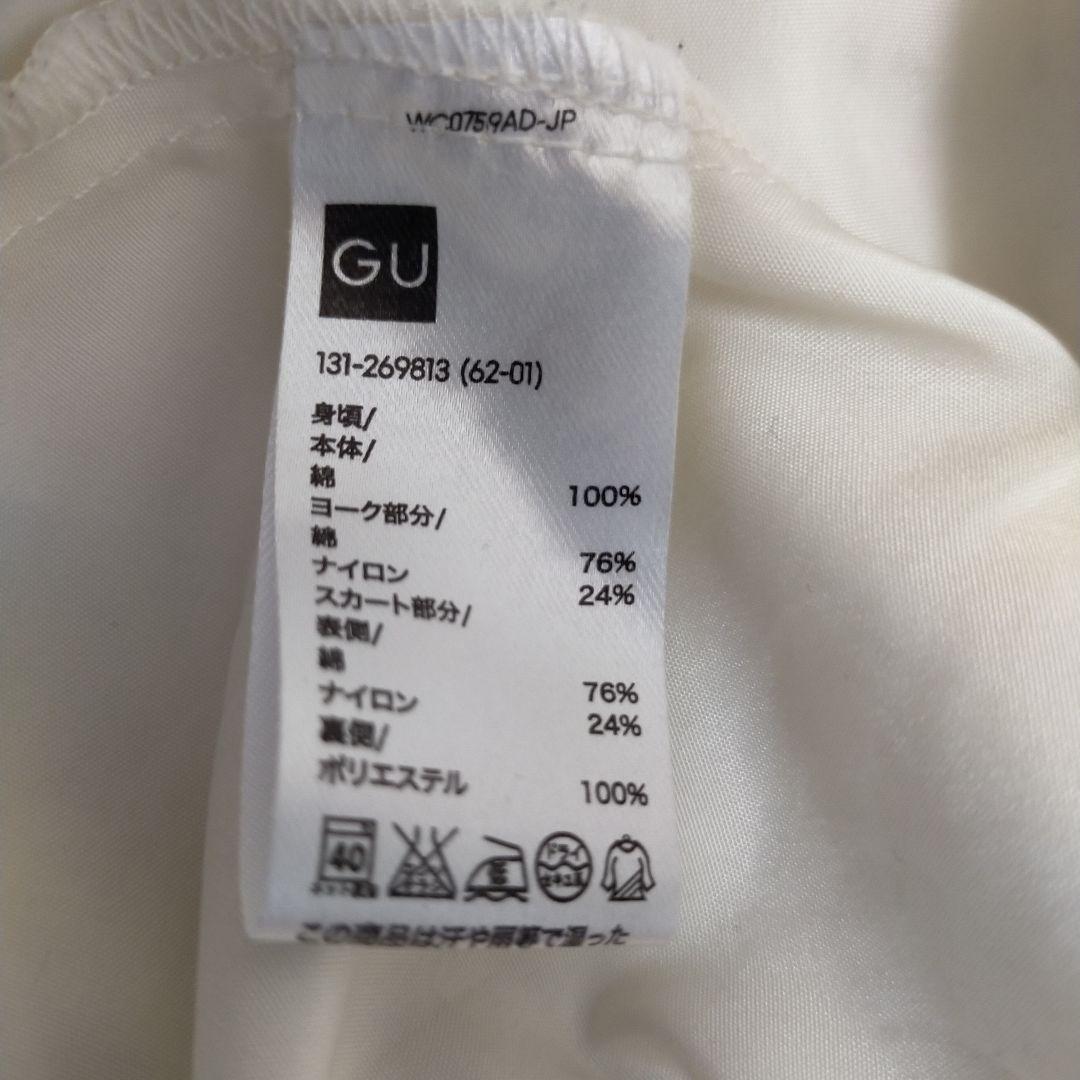 WC0759AD-JP
GU
131-269813 (62-01)
身頃/
本体/
綿 100%
ヨーク部分/
綿 76%
ナイロン 24%
スカート部分/
表側/
綿 76%
ナイロン 24%
裏側/
ポリエステル 100%
40
ドライ
この商品は汗や雨等で湿った